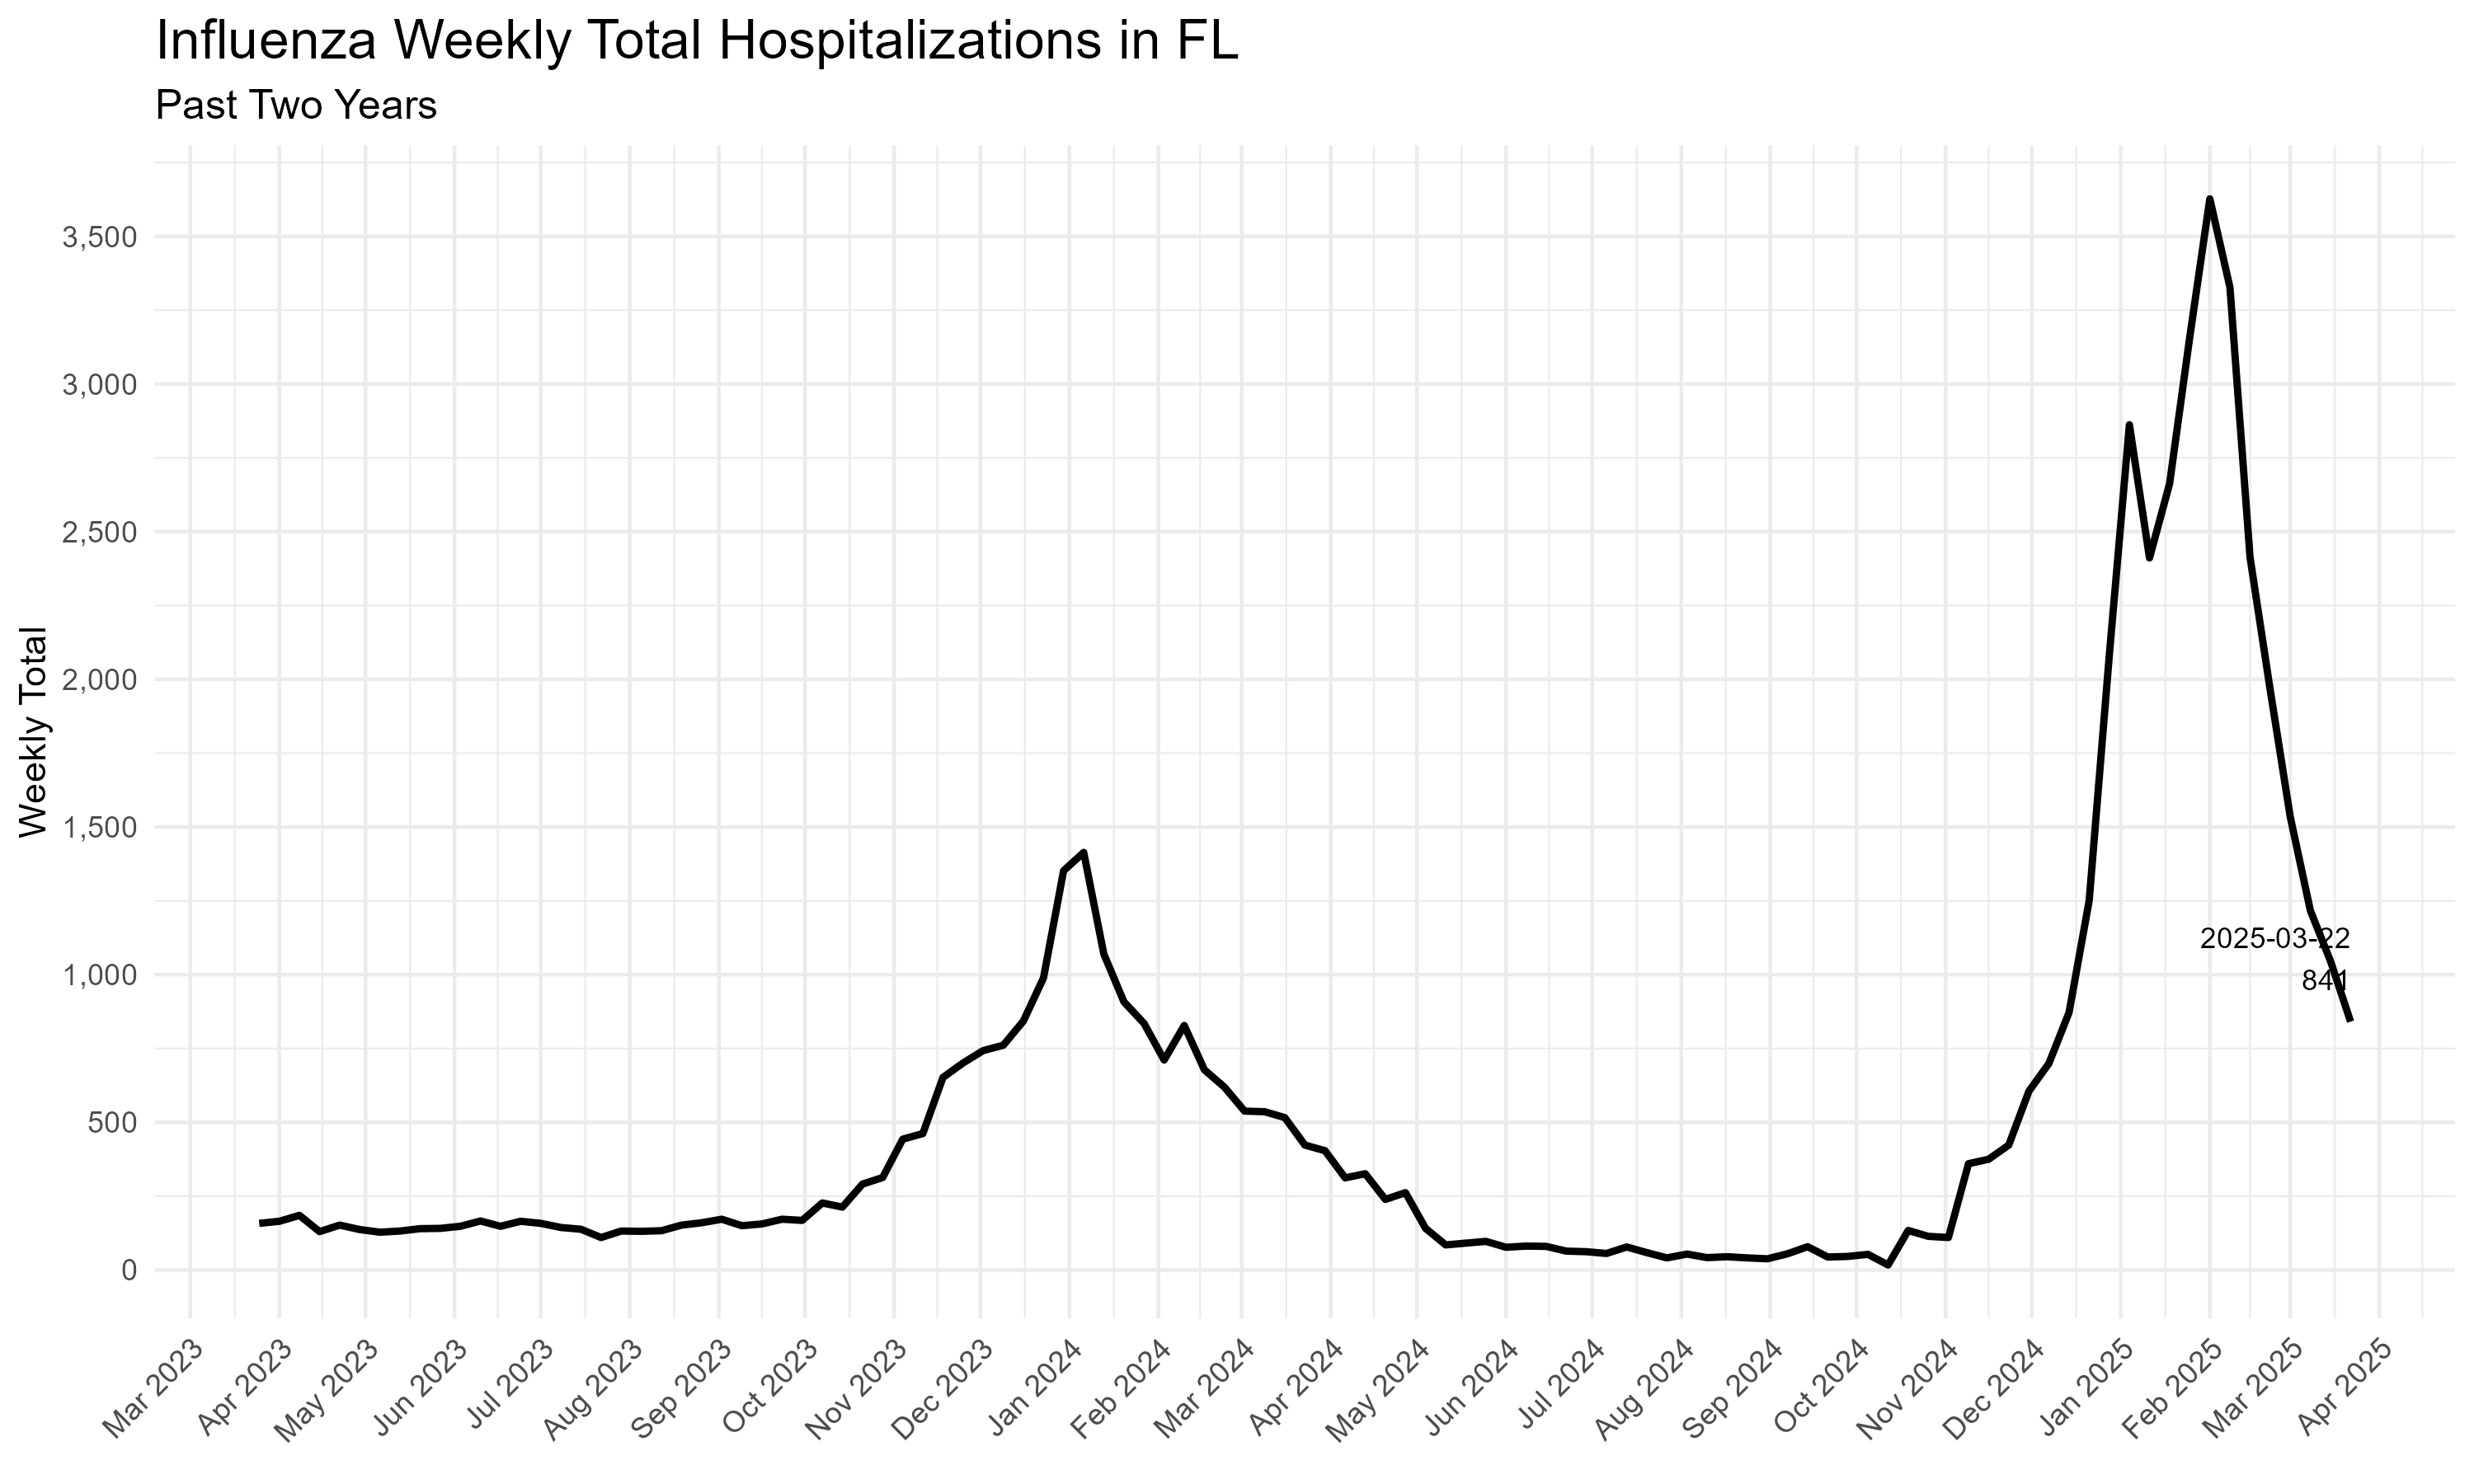 Influenza Weekly Total Hospitalizations in FL
Past Two Years
Weekly Total
3,500
3,000
2,500
2,000
1,500
1,000
500
0
2025-03-22
841
Mar 2023
Apr 2023
May 2023
Jun 2023
Jul 2023
Aug 2023
Sep 2023
Oct 2023
Nov 2023
Dec 2023
Jan 2024
Feb 2024
Mar 2024
Apr 2024
May 2024
Jun 2024
Jul 2024
Aug 2024
Sep 2024
Oct 2024
Nov 2024
Dec 2024
Jan 2025
Feb 2025
Mar 2025
Apr 2025